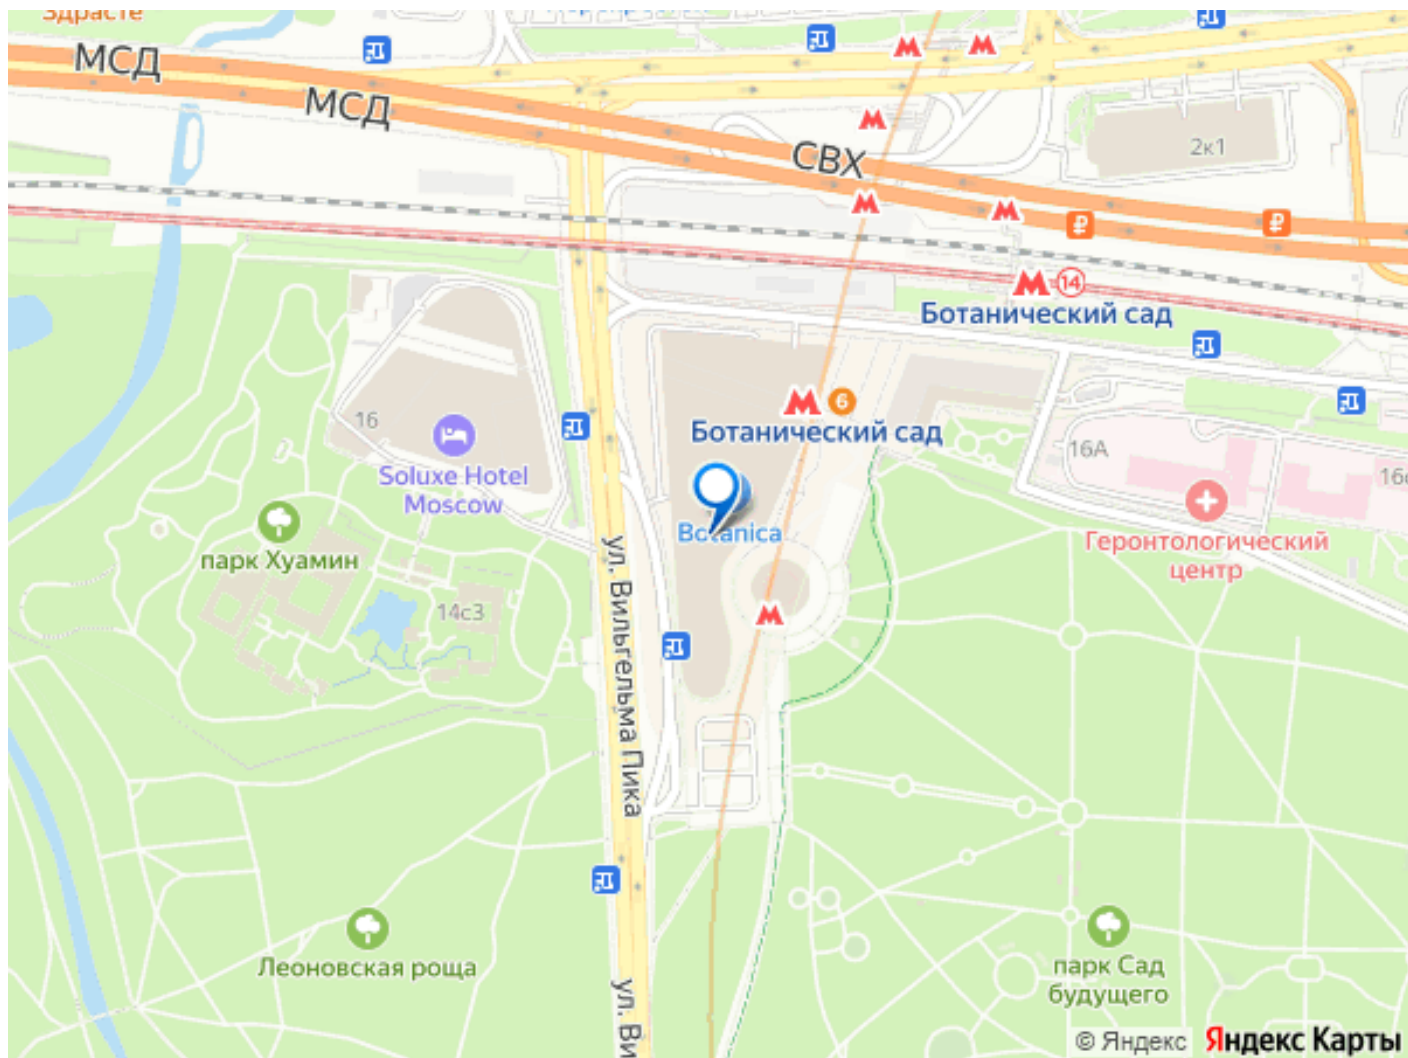 Здрасте
МСД
МСД
СВХ
2к1
₽
₽
14
Ботанический сад
6
Ботанический сад
16
16А
Soluxe Hotel
Moscow
Botanica
Геронтологический
центр
парк Хуамин
14с3
ул. Вильгельма Пика
Леоновская роща
парк Сад
будущего
ул. Ви
© Яндекс Яндекс Карты